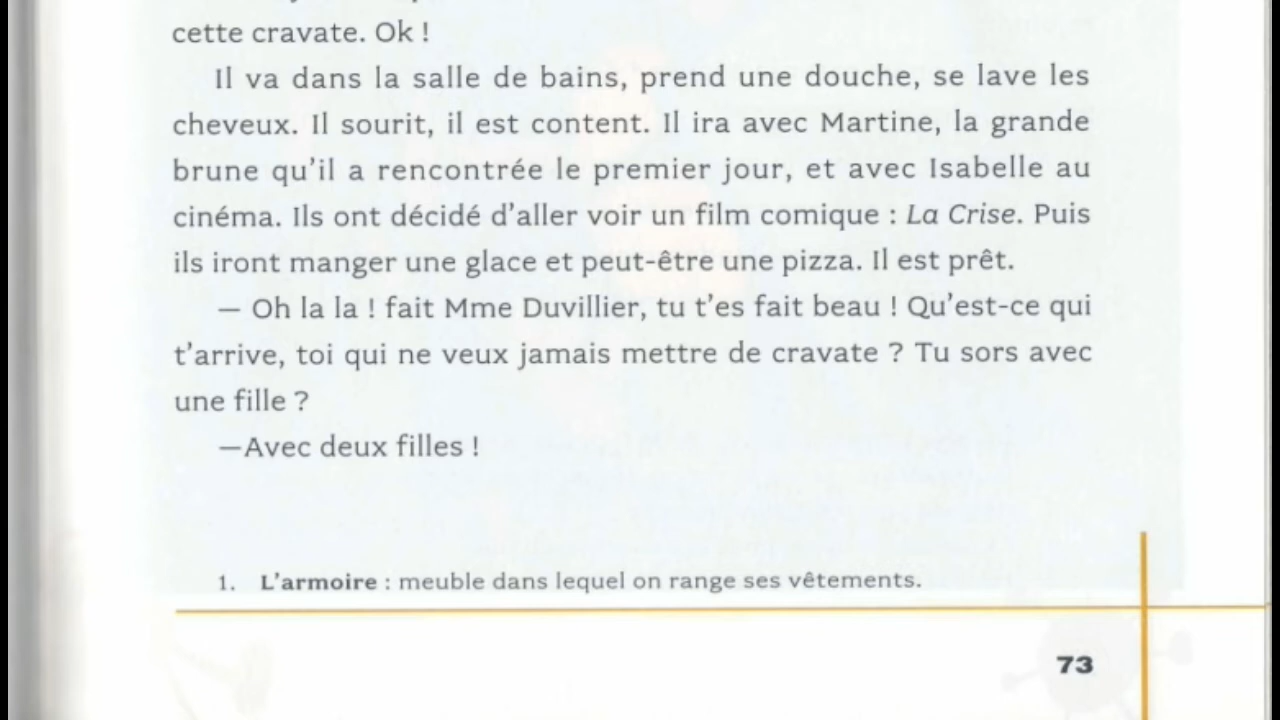 cette cravate. Ok !
Il va dans la salle de bains, prend une douche, se lave les
cheveux. Il sourit, il est content. Il ira avec Martine, la grande
brune qu’il a rencontrée le premier jour, et avec Isabelle au
cinéma. Ils ont décidé d’aller voir un film comique : La Crise. Puis
ils iront manger une glace et peut-être une pizza. Il est prêt.
— Oh la la ! fait Mme Duvillier, tu t’es fait beau ! Qu’est-ce qui
t’arrive, toi qui ne veux jamais mettre de cravate ? Tu sors avec
une fille ?
—Avec deux filles !
1. L’armoire : meuble dans lequel on range ses vêtements.
73